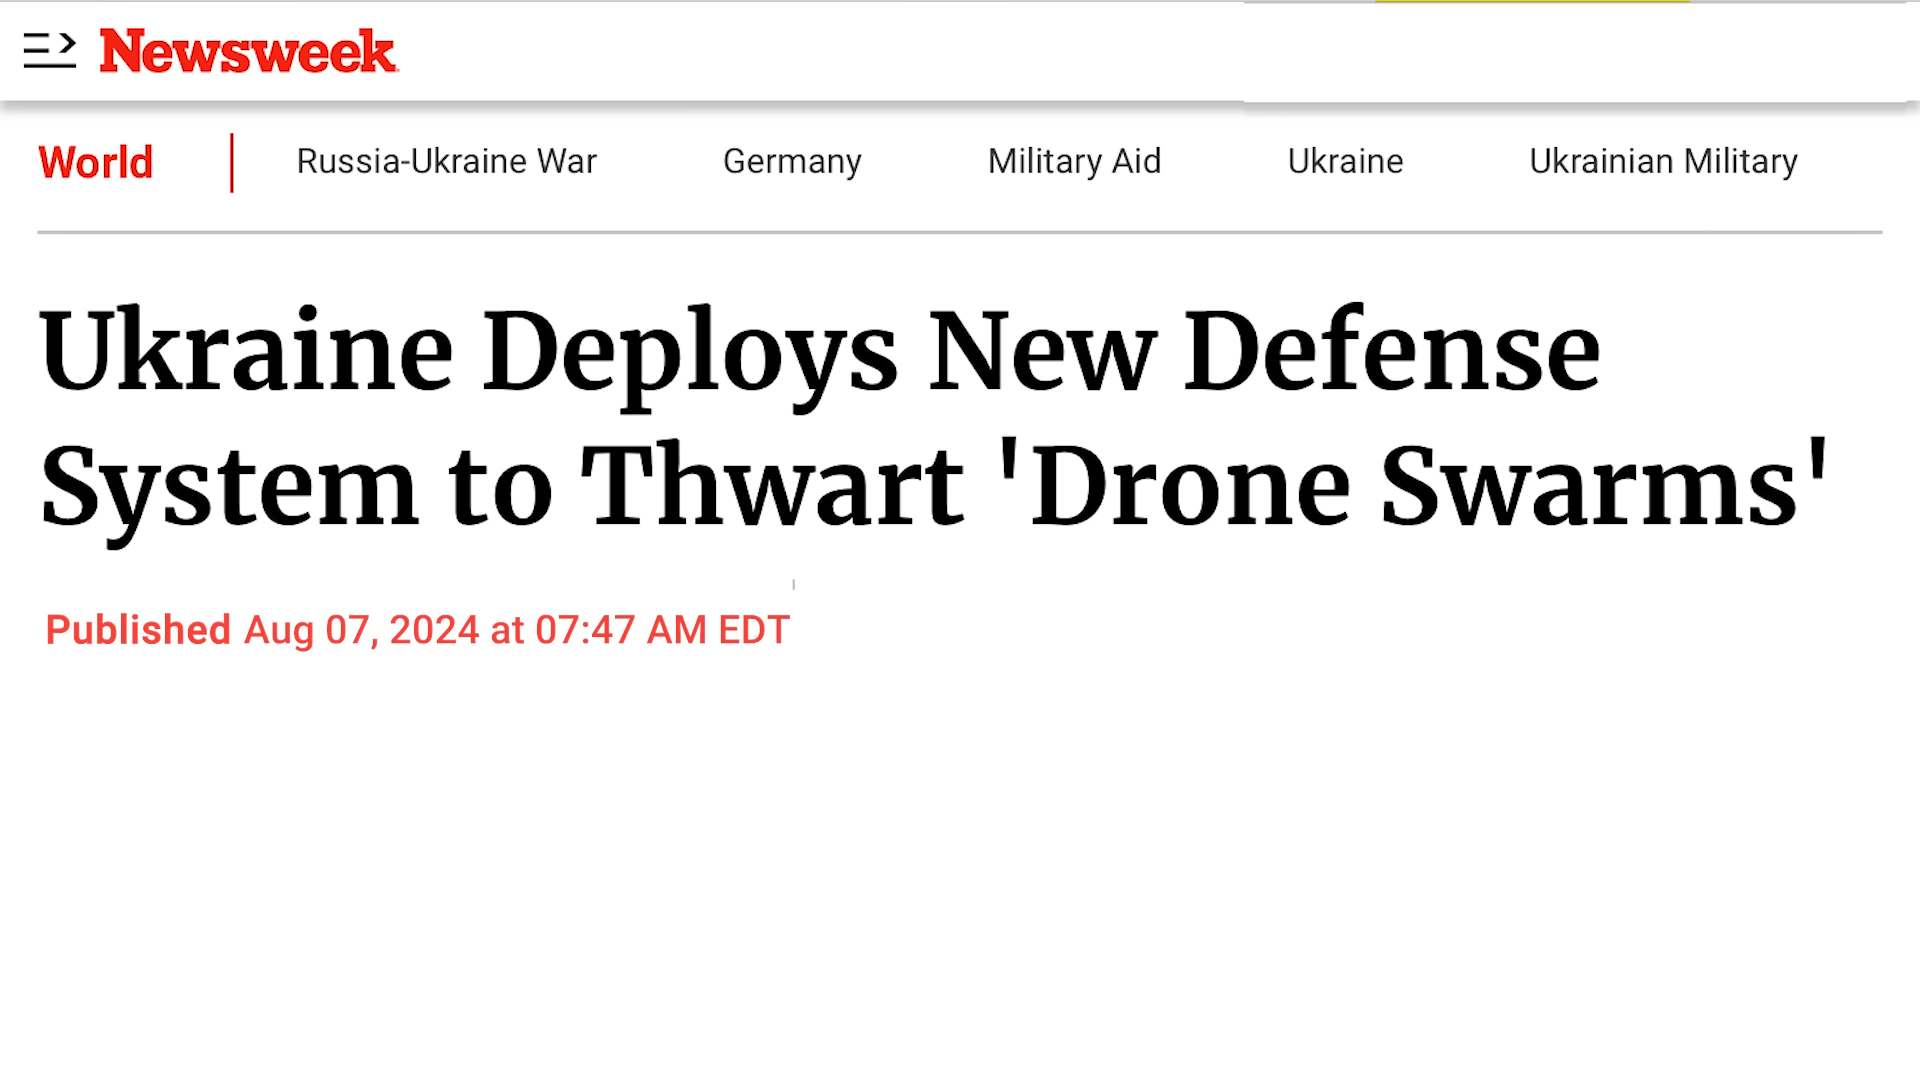 Newsweek
World Russia-Ukraine War Germany Military Aid Ukraine Ukrainian Military
Ukraine Deploys New Defense
System to Thwart 'Drone Swarms'
Published Aug 07, 2024 at 07:47 AM EDT